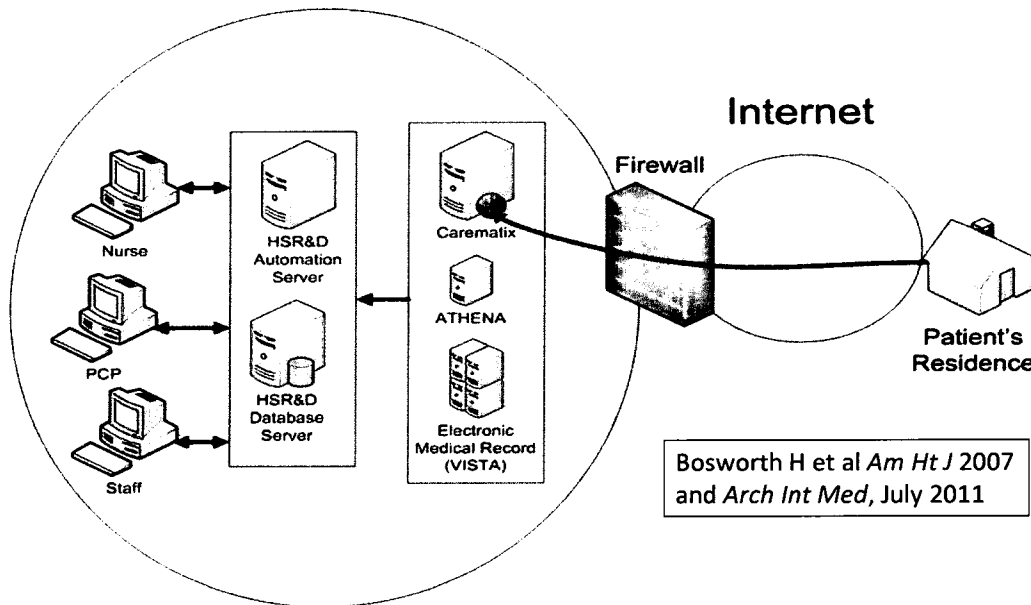 Internet
Firewall
Nurse
HSR&D
Automation
Server
Carematix
PCP
ATHENA
Patient's
Residence
HSR&D
Database
Server
Electronic
Medical Record
(VISTA)
Staff
Bosworth H et al Am Ht J 2007
and Arch Int Med, July 2011